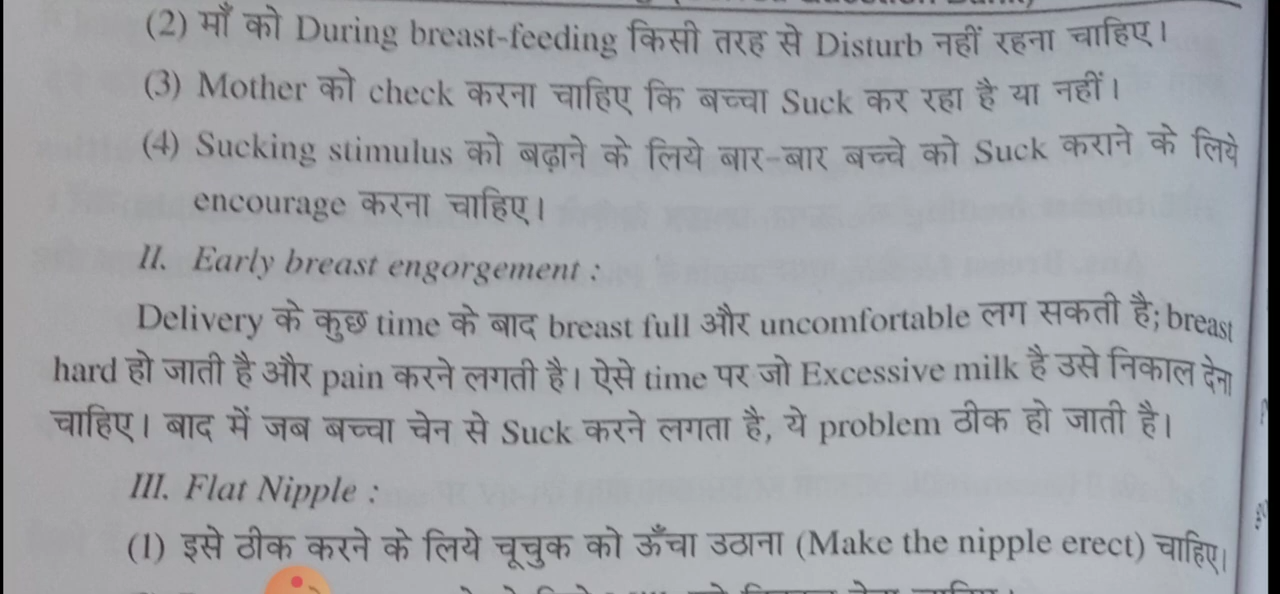 (2) माँ को During breast-feeding किसी तरह से Disturb नहीं रहना चाहिए।
(3) Mother को check करना चाहिए कि बच्चा Suck कर रहा है या नहीं।
(4) Sucking stimulus को बढ़ाने के लिये बार-बार बच्चे को Suck कराने के लिये
encourage करना चाहिए।
II. Early breast engorgement :
Delivery के कुछ time के बाद breast full और uncomfortable लग सकती है; breast
hard हो जाती है और pain करने लगती है। ऐसे time पर जो Excessive milk है उसे निकाल देना
चाहिए। बाद में जब बच्चा चेन से Suck करने लगता है, ये problem ठीक हो जाती है।
III. Flat Nipple :
(1) इसे ठीक करने के लिये चूचुक को ऊँचा उठाना (Make the nipple erect) चाहिए।